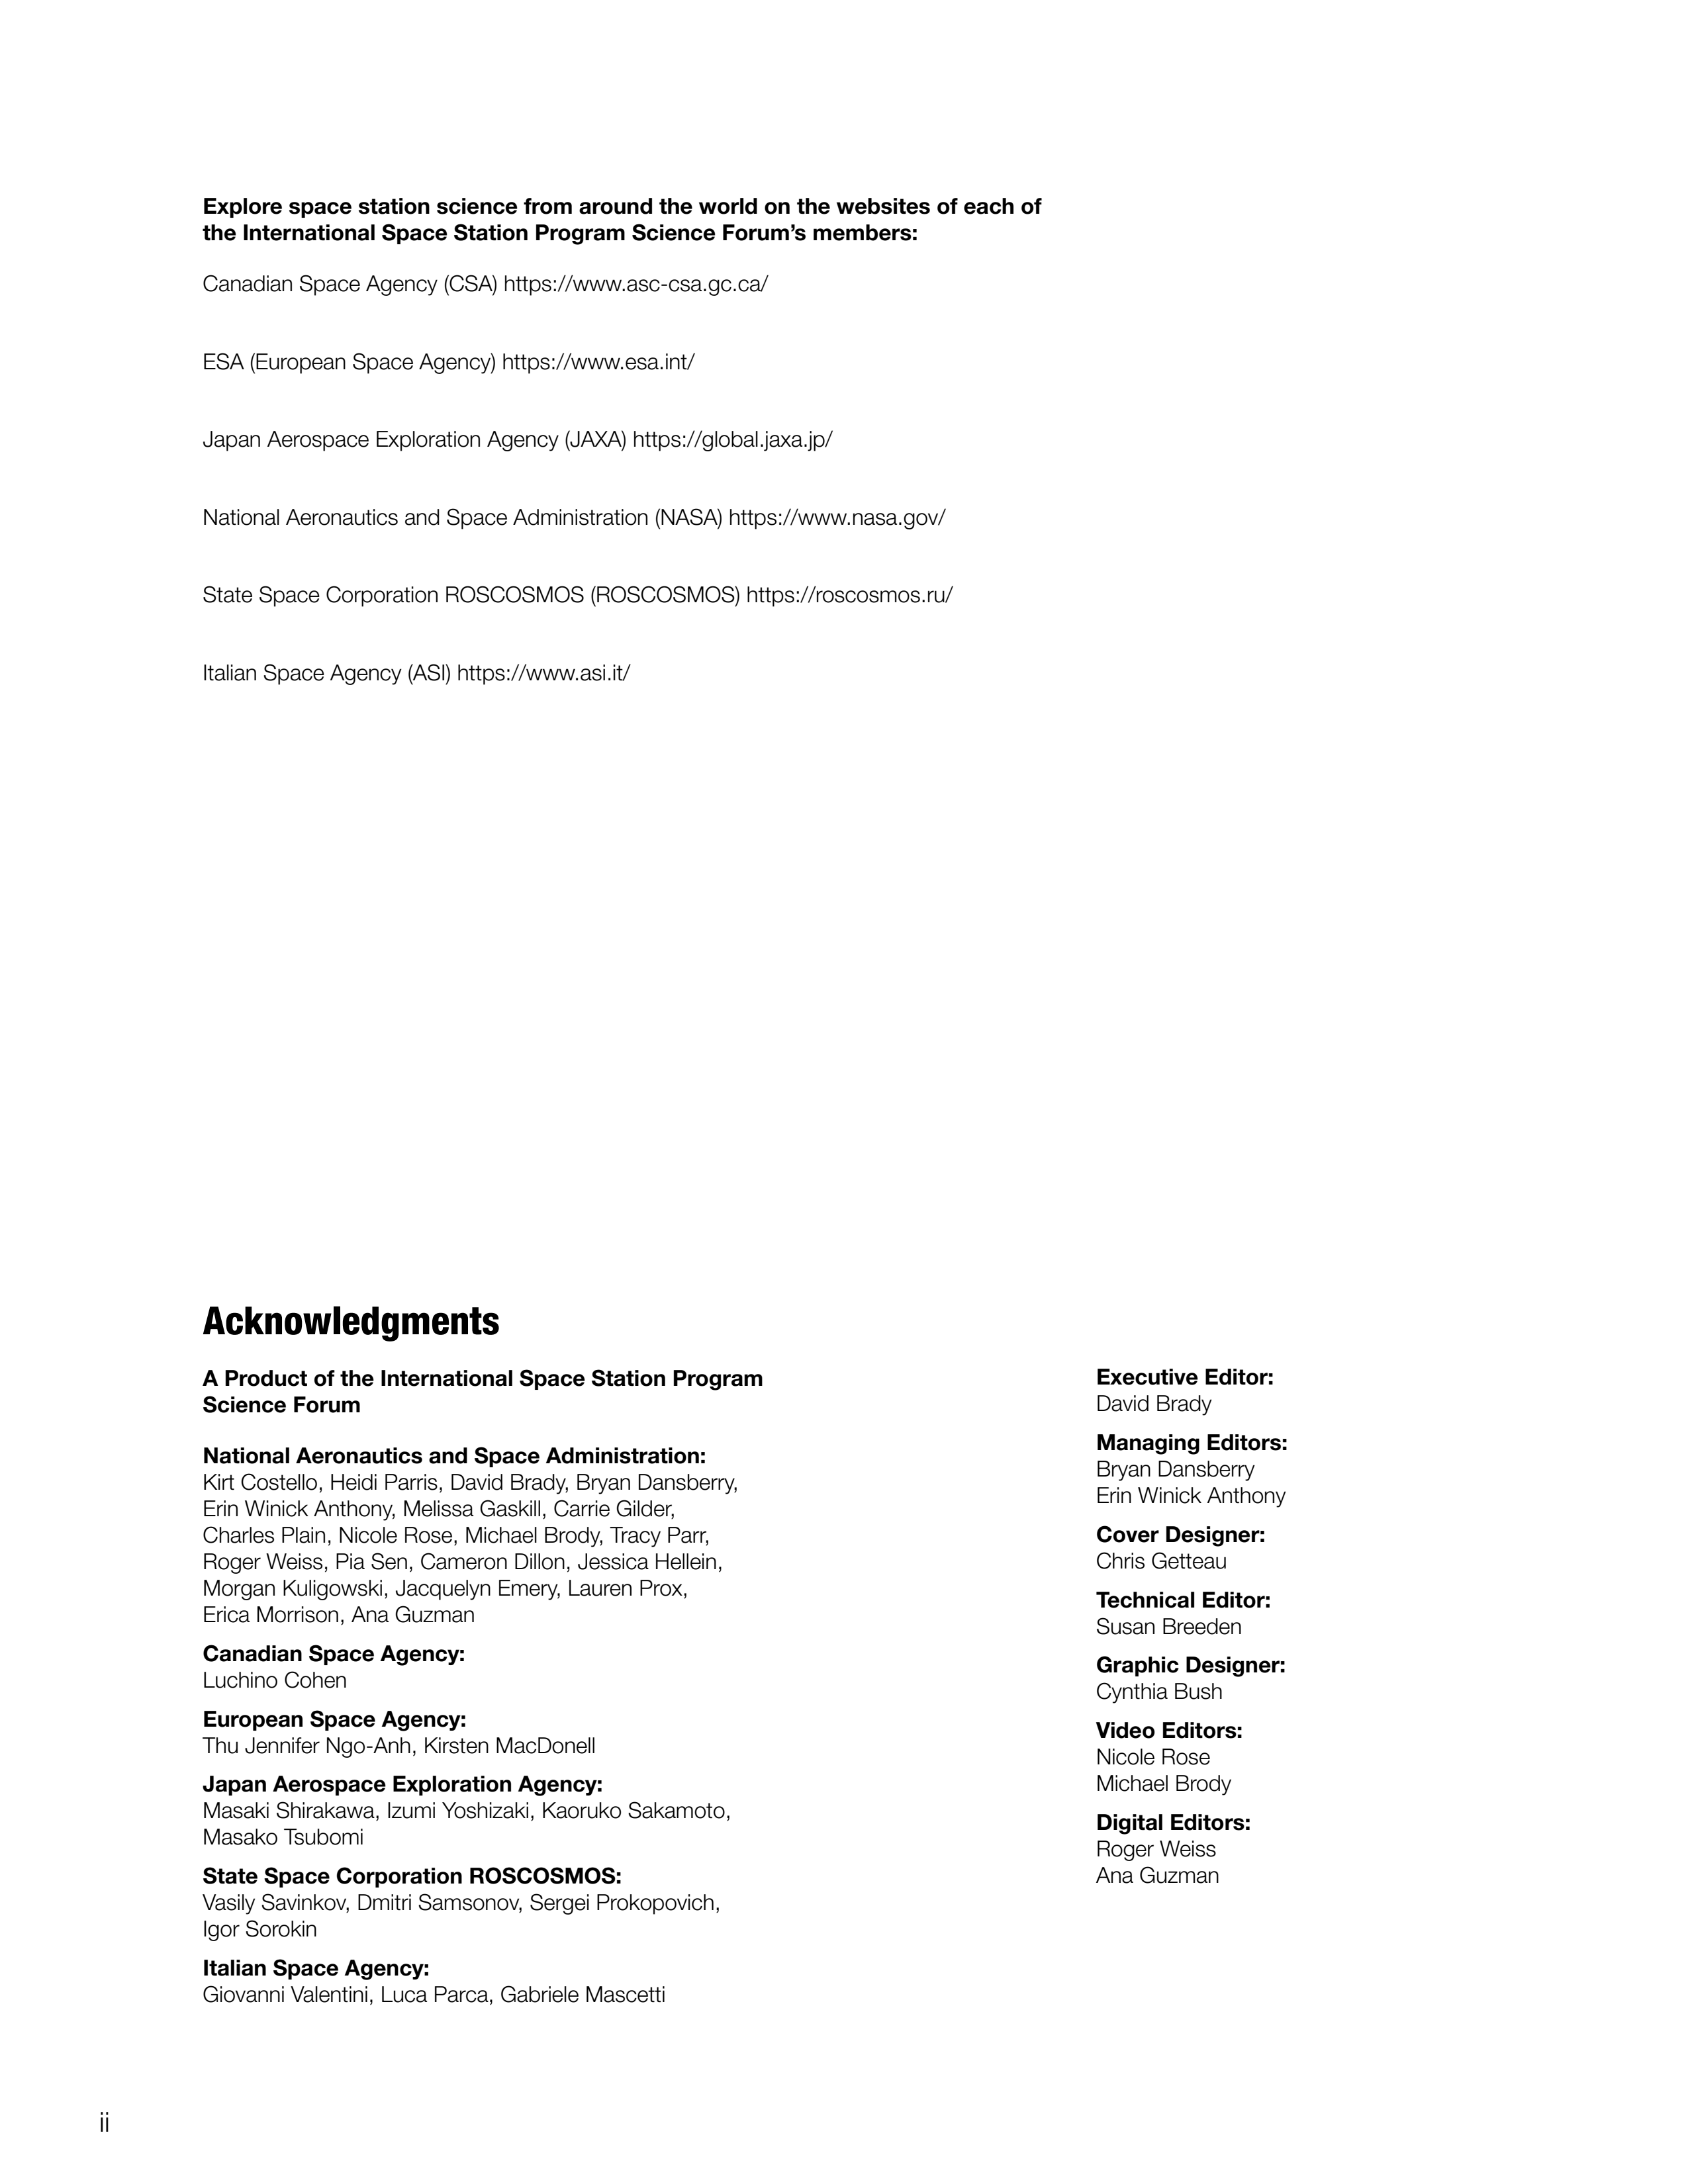 Explore space station science from around the world on the websites of each of
the International Space Station Program Science Forum’s members:
Canadian Space Agency (CSA) https://www.asc-csa.gc.ca/
ESA (European Space Agency) https://www.esa.int/
Japan Aerospace Exploration Agency (JAXA) https://global.jaxa.jp/
National Aeronautics and Space Administration (NASA) https://www.nasa.gov/
State Space Corporation ROSCOSMOS (ROSCOSMOS) https://roscosmos.ru/
Italian Space Agency (ASI) https://www.asi.it/
Acknowledgments
A Product of the International Space Station Program
Science Forum
National Aeronautics and Space Administration:
Kirt Costello, Heidi Parris, David Brady, Bryan Dansberry,
Erin Winick Anthony, Melissa Gaskill, Carrie Gilder,
Charles Plain, Nicole Rose, Michael Brody, Tracy Parr,
Roger Weiss, Pia Sen, Cameron Dillon, Jessica Hellein,
Morgan Kuligowski, Jacquelyn Emery, Lauren Prox,
Erica Morrison, Ana Guzman
Canadian Space Agency:
Luchino Cohen
European Space Agency:
Thu Jennifer Ngo-Anh, Kirsten MacDonell
Japan Aerospace Exploration Agency:
Masaki Shirakawa, Izumi Yoshizaki, Kaoruko Sakamoto,
Masako Tsubomi
State Space Corporation ROSCOSMOS:
Vasily Savinkov, Dmitri Samsonov, Sergei Prokopovich,
Igor Sorokin
Italian Space Agency:
Giovanni Valentini, Luca Parca, Gabriele Mascetti
Executive Editor:
David Brady
Managing Editors:
Bryan Dansberry
Erin Winick Anthony
Cover Designer:
Chris Getteau
Technical Editor:
Susan Breeden
Graphic Designer:
Cynthia Bush
Video Editors:
Nicole Rose
Michael Brody
Digital Editors:
Roger Weiss
Ana Guzman
ii